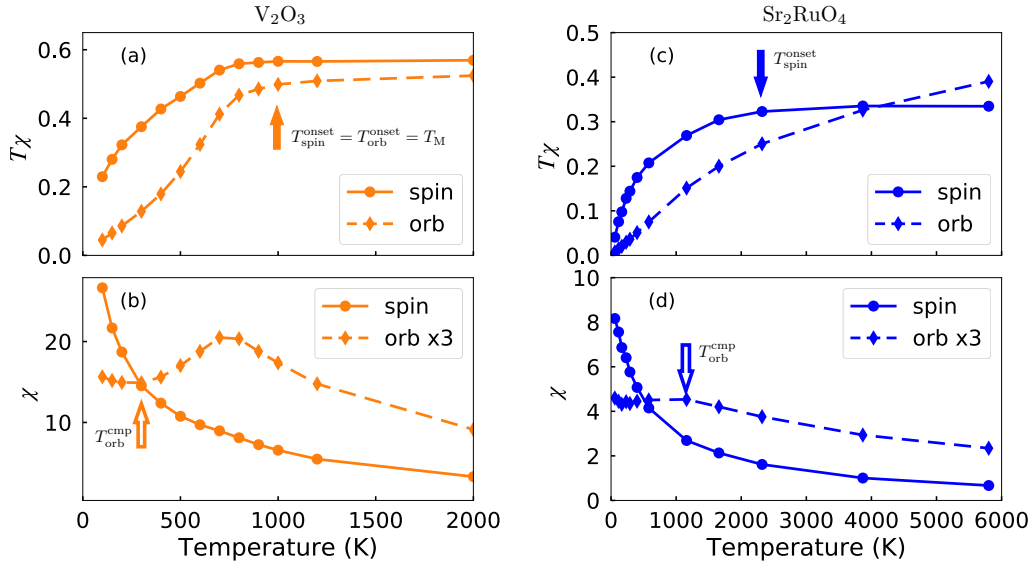 V₂O₃
Sr₂RuO₄
(a)
Tχ
0.6
0.4
0.2
0.0
T_spin^onset = T_orb^onset = T_M
spin
orb
(c)
Tχ
0.5
0.4
0.3
0.2
0.1
0.0
T_spin^onset
spin
orb
(b)
χ
20
10
T_orb^cmp
spin
orb x3
0 500 1000 1500 2000
Temperature (K)
(d)
χ
10
8
6
4
2
0
T_orb^cmp
spin
orb x3
0 1000 2000 3000 4000 5000 6000
Temperature (K)